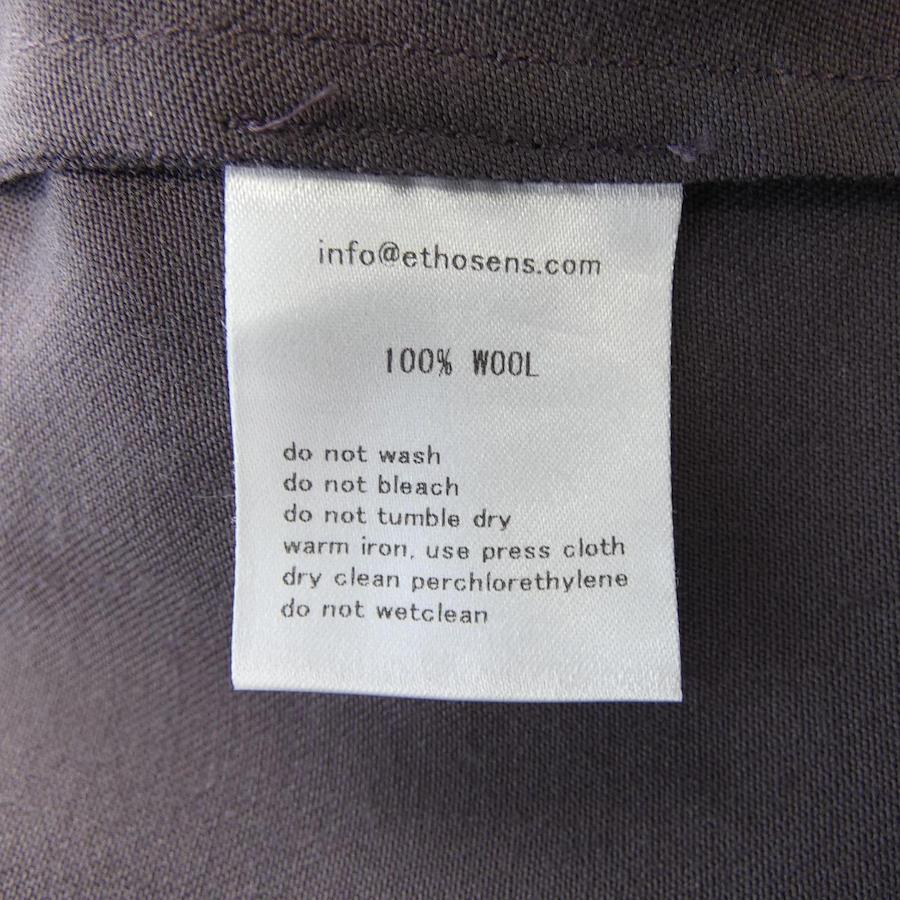 info@ethosens.com
100% WOOL
do not wash
do not bleach
do not tumble dry
warm iron, use press cloth
dry clean perchlorethylene
do not wetclean